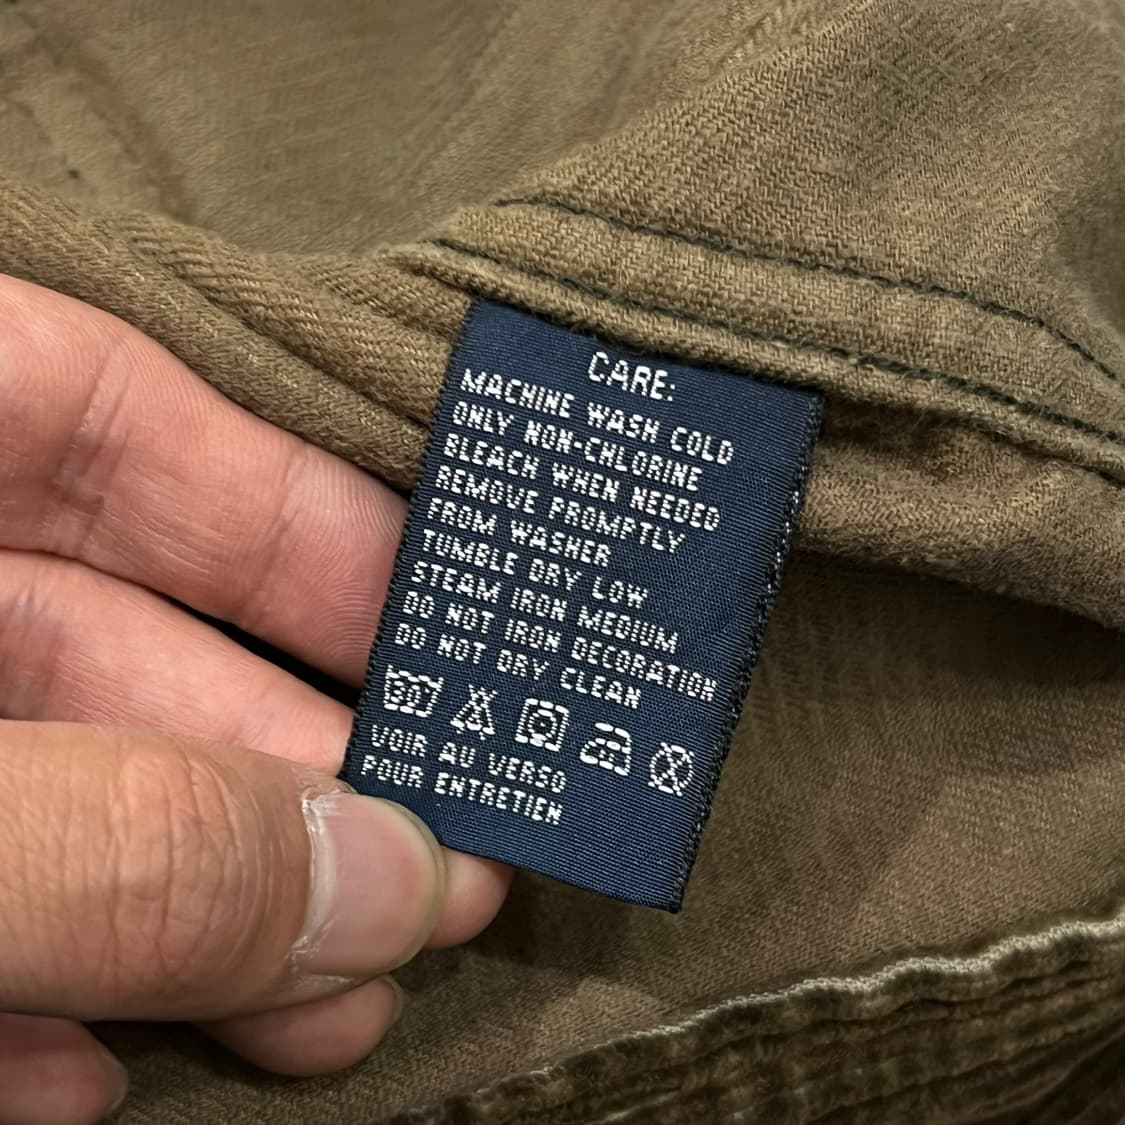 CARE:
MACHINE WASH COLD
ONLY NON-CHLORINE
BLEACH WHEN NEEDED
REMOVE PROMPTLY
FROM WASHER
TUMBLE DRY LOW
STEAM IRON MEDIUM
DO NOT IRON DECORATION
DO NOT DRY CLEAN
30°
VOIR AU VERSO
POUR ENTRETIEN